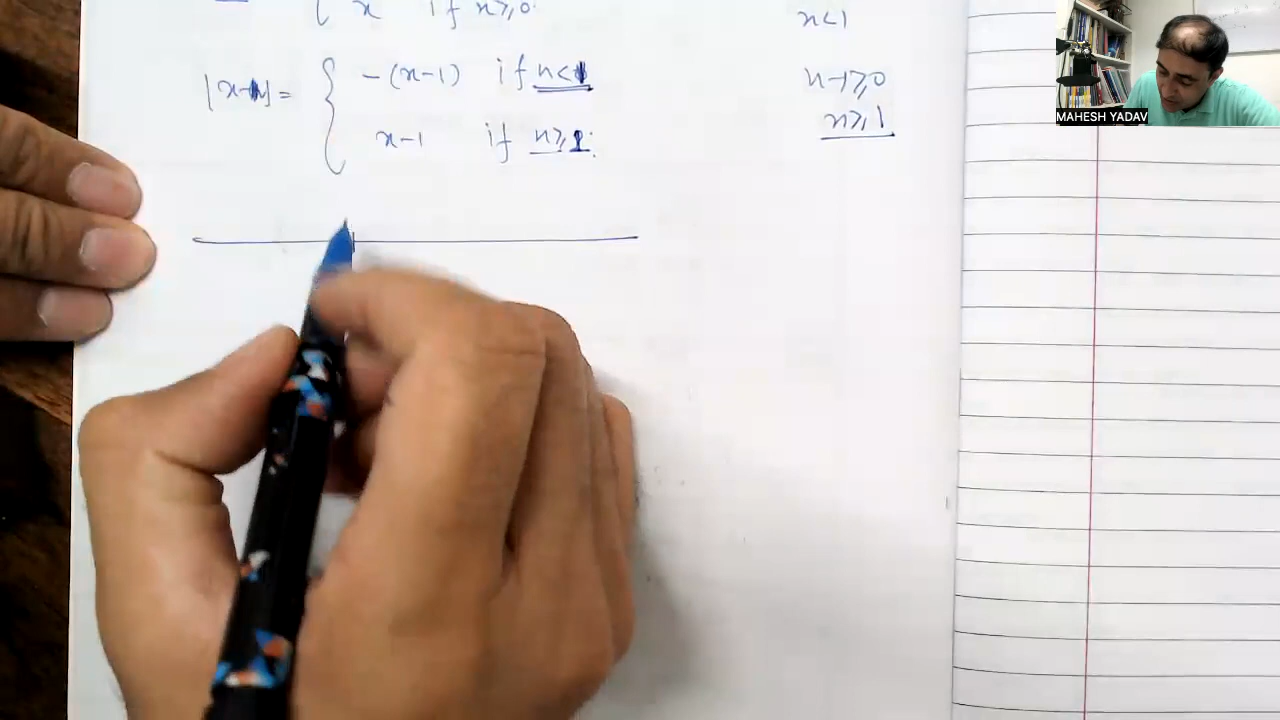 x if x≥0.
x<1
|x-1| = { -(x-1) if x<1
x-1≥0
x-1 if x≥1.
x≥1
MAHESH YADAV